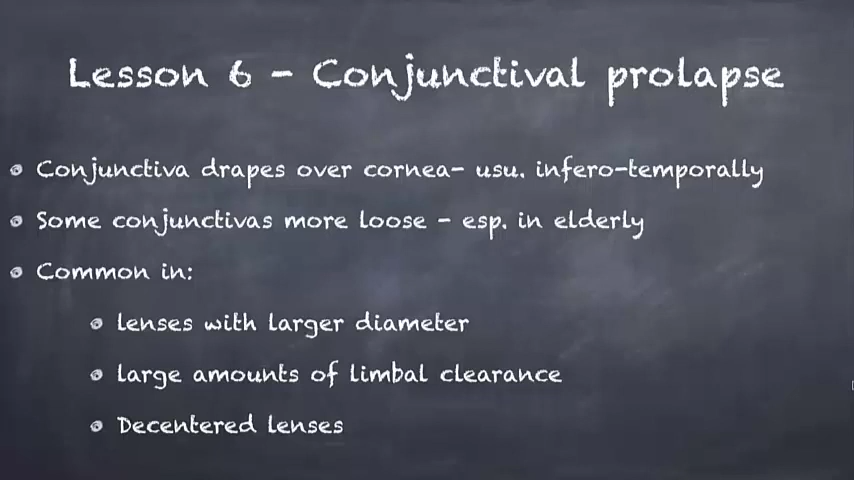 Lesson 6 - Conjunctival prolapse
Conjunctiva drapes over cornea- usu. infero-temporally
Some conjunctivas more loose - esp. in elderly
Common in:
lenses with larger diameter
large amounts of limbal clearance
Decentered lenses